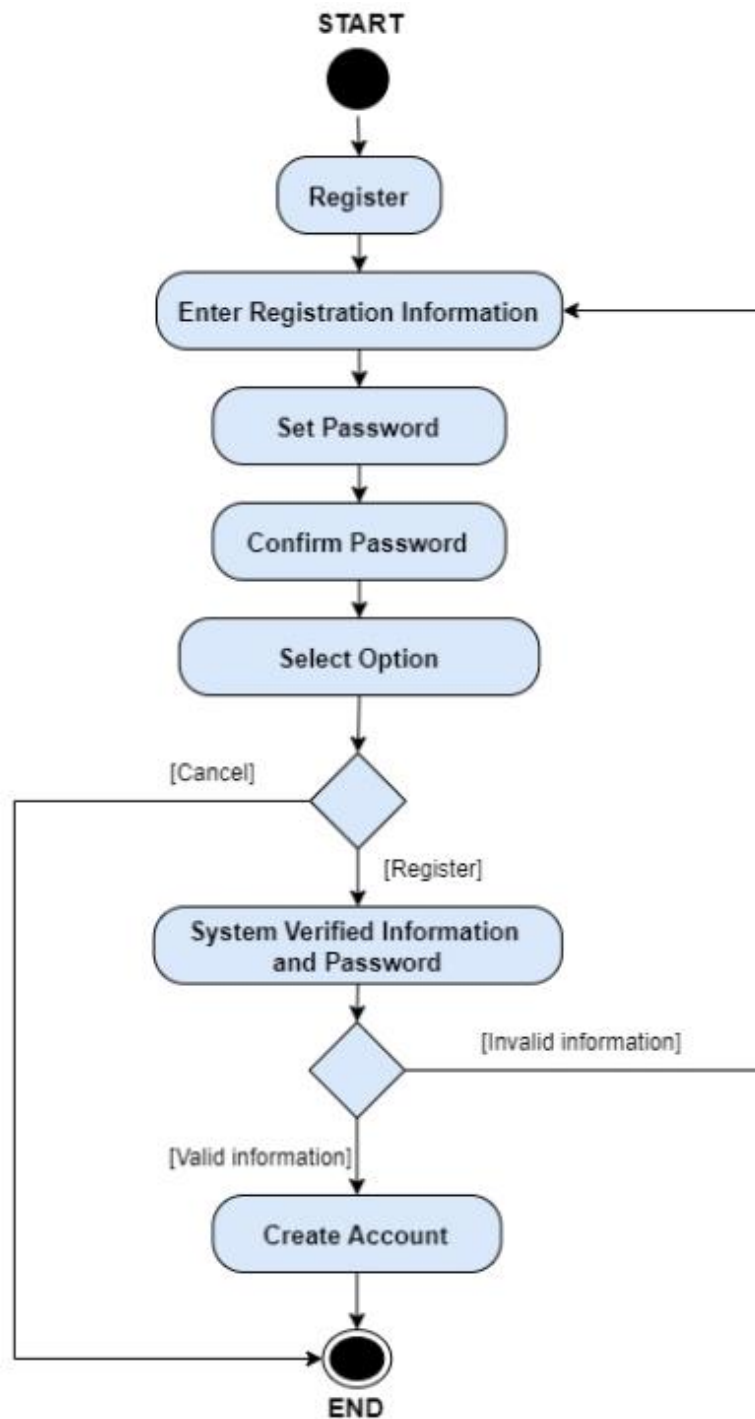 START
Register
Enter Registration Information
Set Password
Confirm Password
Select Option
[Cancel]
[Register]
System Verified Information
and Password
[Invalid information]
[Valid information]
Create Account
END